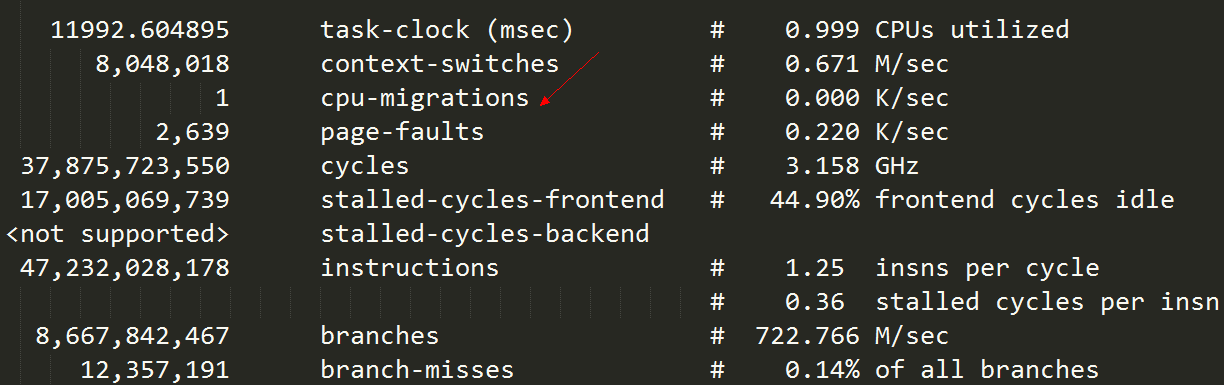 11992.604895 task-clock (msec) # 0.999 CPUs utilized
8,048,018 context-switches # 0.671 M/sec
1 cpu-migrations # 0.000 K/sec
2,639 page-faults # 0.220 K/sec
37,875,723,550 cycles # 3.158 GHz
17,005,069,739 stalled-cycles-frontend # 44.90% frontend cycles idle
<not supported> stalled-cycles-backend
47,232,028,178 instructions # 1.25 insns per cycle
# 0.36 stalled cycles per insn
8,667,842,467 branches # 722.766 M/sec
12,357,191 branch-misses # 0.14% of all branches